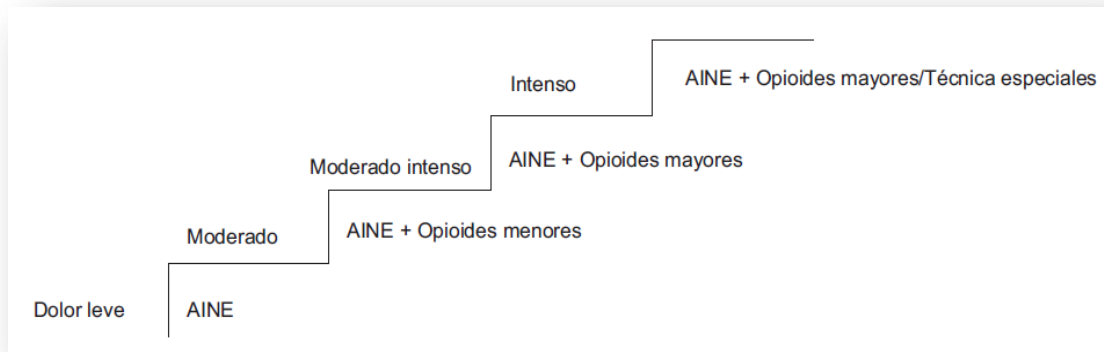 Intenso
AINE + Opioides mayores/Técnica especiales
Moderado intenso
AINE + Opioides mayores
Moderado
AINE + Opioides menores
Dolor leve
AINE